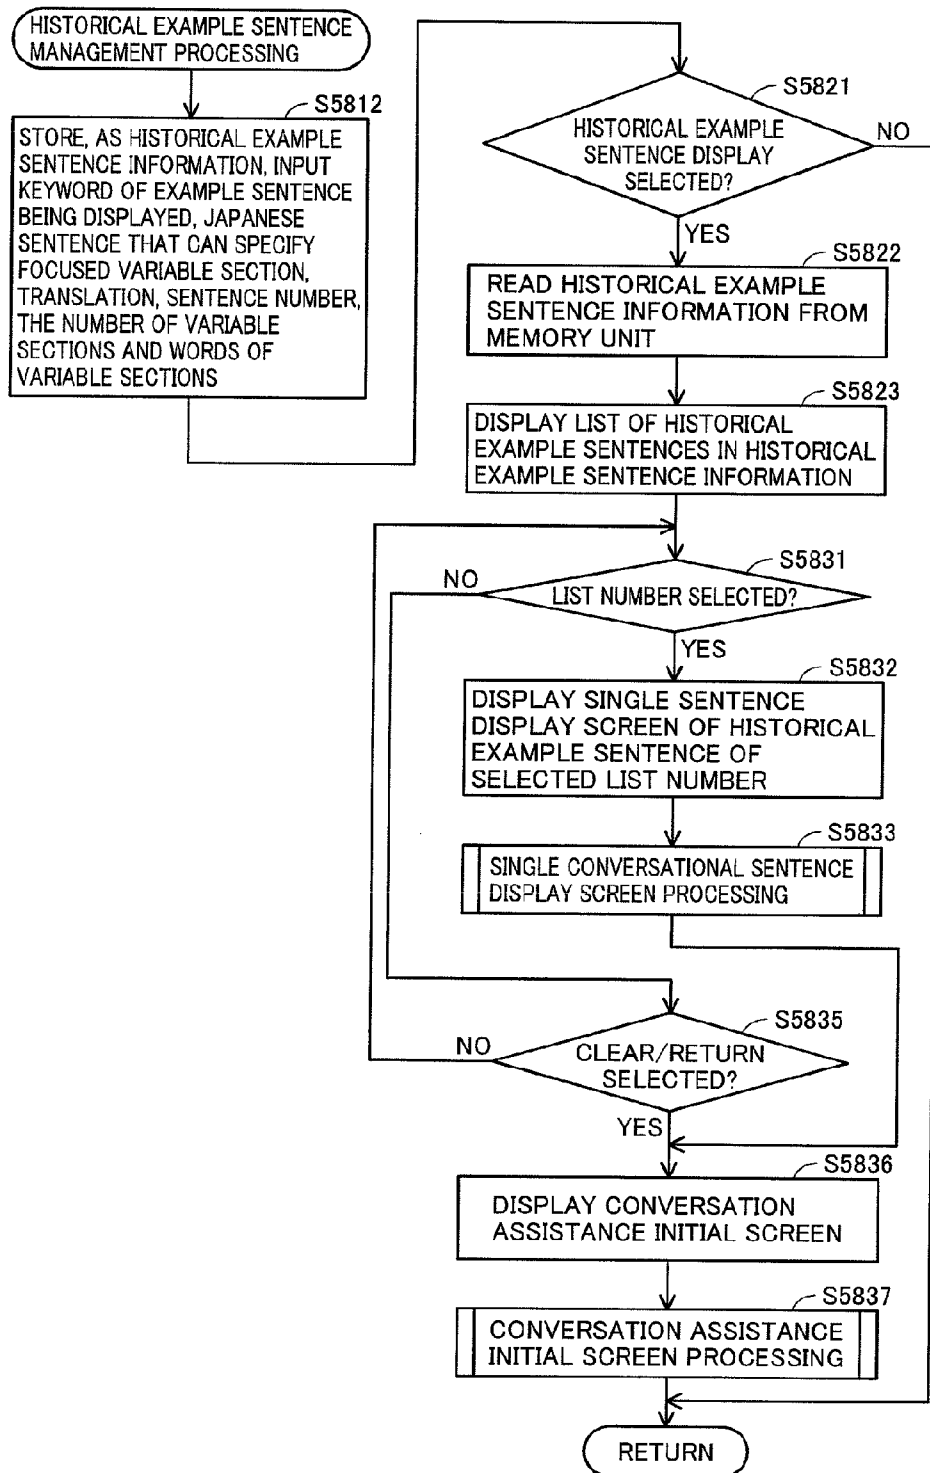 HISTORICAL EXAMPLE SENTENCE
MANAGEMENT PROCESSING
S5812
STORE, AS HISTORICAL EXAMPLE
SENTENCE INFORMATION, INPUT
KEYWORD OF EXAMPLE SENTENCE
BEING DISPLAYED, JAPANESE
SENTENCE THAT CAN SPECIFY
FOCUSED VARIABLE SECTION,
TRANSLATION, SENTENCE NUMBER,
THE NUMBER OF VARIABLE
SECTIONS AND WORDS OF
VARIABLE SECTIONS
S5821
HISTORICAL EXAMPLE
SENTENCE DISPLAY
SELECTED?
NO
YES
S5822
READ HISTORICAL EXAMPLE
SENTENCE INFORMATION FROM
MEMORY UNIT
S5823
DISPLAY LIST OF HISTORICAL
EXAMPLE SENTENCES IN HISTORICAL
EXAMPLE SENTENCE INFORMATION
S5831
NO
LIST NUMBER SELECTED?
YES
S5832
DISPLAY SINGLE SENTENCE
DISPLAY SCREEN OF HISTORICAL
EXAMPLE SENTENCE OF
SELECTED LIST NUMBER
S5833
SINGLE CONVERSATIONAL SENTENCE
DISPLAY SCREEN PROCESSING
S5835
NO
CLEAR/RETURN
SELECTED?
YES
S5836
DISPLAY CONVERSATION
ASSISTANCE INITIAL SCREEN
S5837
CONVERSATION ASSISTANCE
INITIAL SCREEN PROCESSING
RETURN